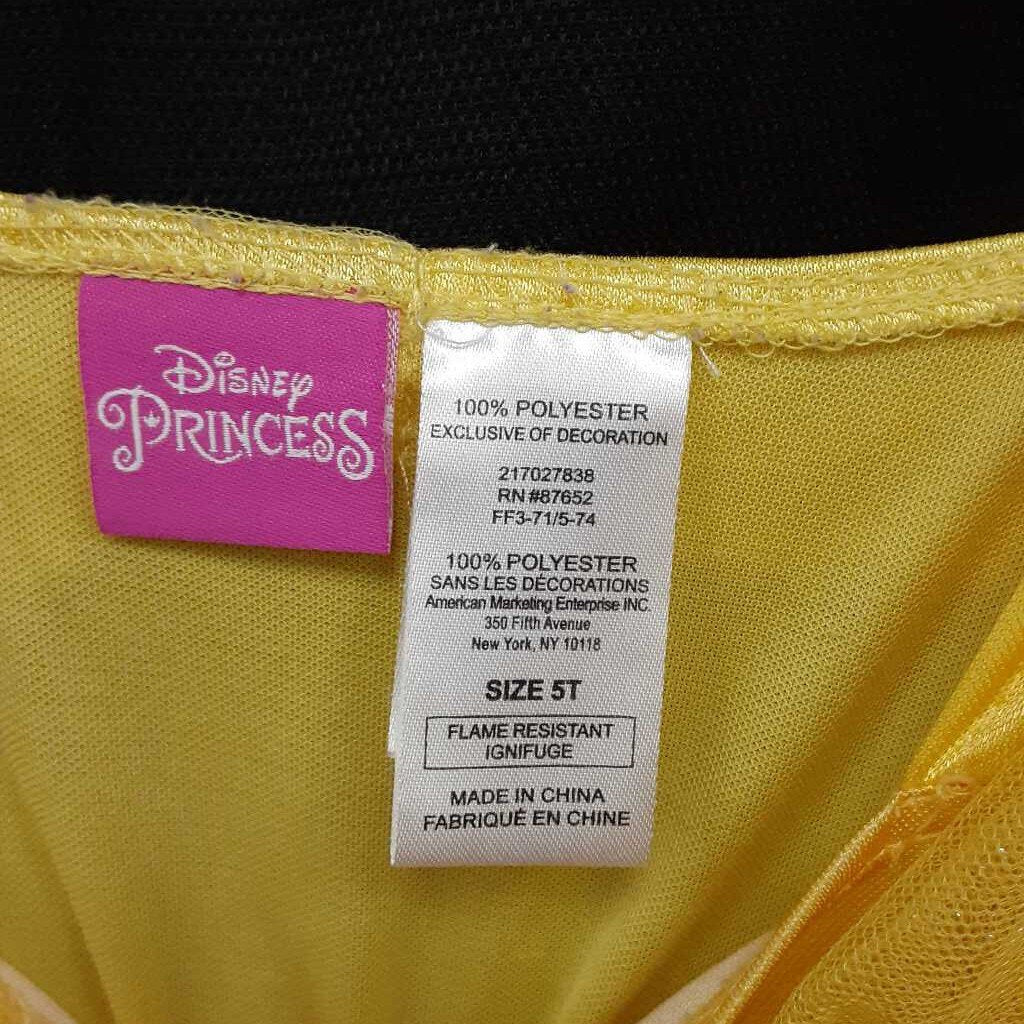 Disney
Princess
100% POLYESTER
EXCLUSIVE OF DECORATION
217027838
RN #87652
FF3-71/5-74
100% POLYESTER
SANS LES DÉCORATIONS
American Marketing Enterprise INC.
350 Fifth Avenue
New York, NY 10118
SIZE 5T
FLAME RESISTANT
IGNIFUGE
MADE IN CHINA
FABRIQUÉ EN CHINE